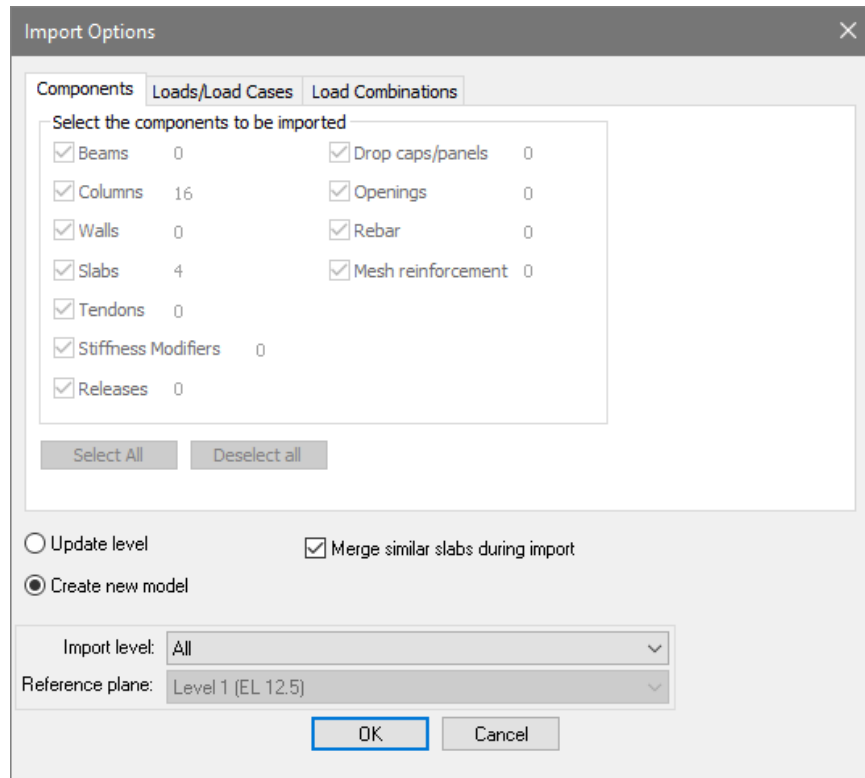 Import Options
Components Loads/Load Cases Load Combinations
Select the components to be imported
Beams 0 Drop caps/panels 0
Columns 16 Openings 0
Walls 0 Rebar 0
Slabs 4 Mesh reinforcement 0
Tendons 0
Stiffness Modifiers 0
Releases 0
Select All Deselect all
Update level Merge similar slabs during import
Create new model
Import level: All
Reference plane: Level 1 (EL 12.5)
OK Cancel